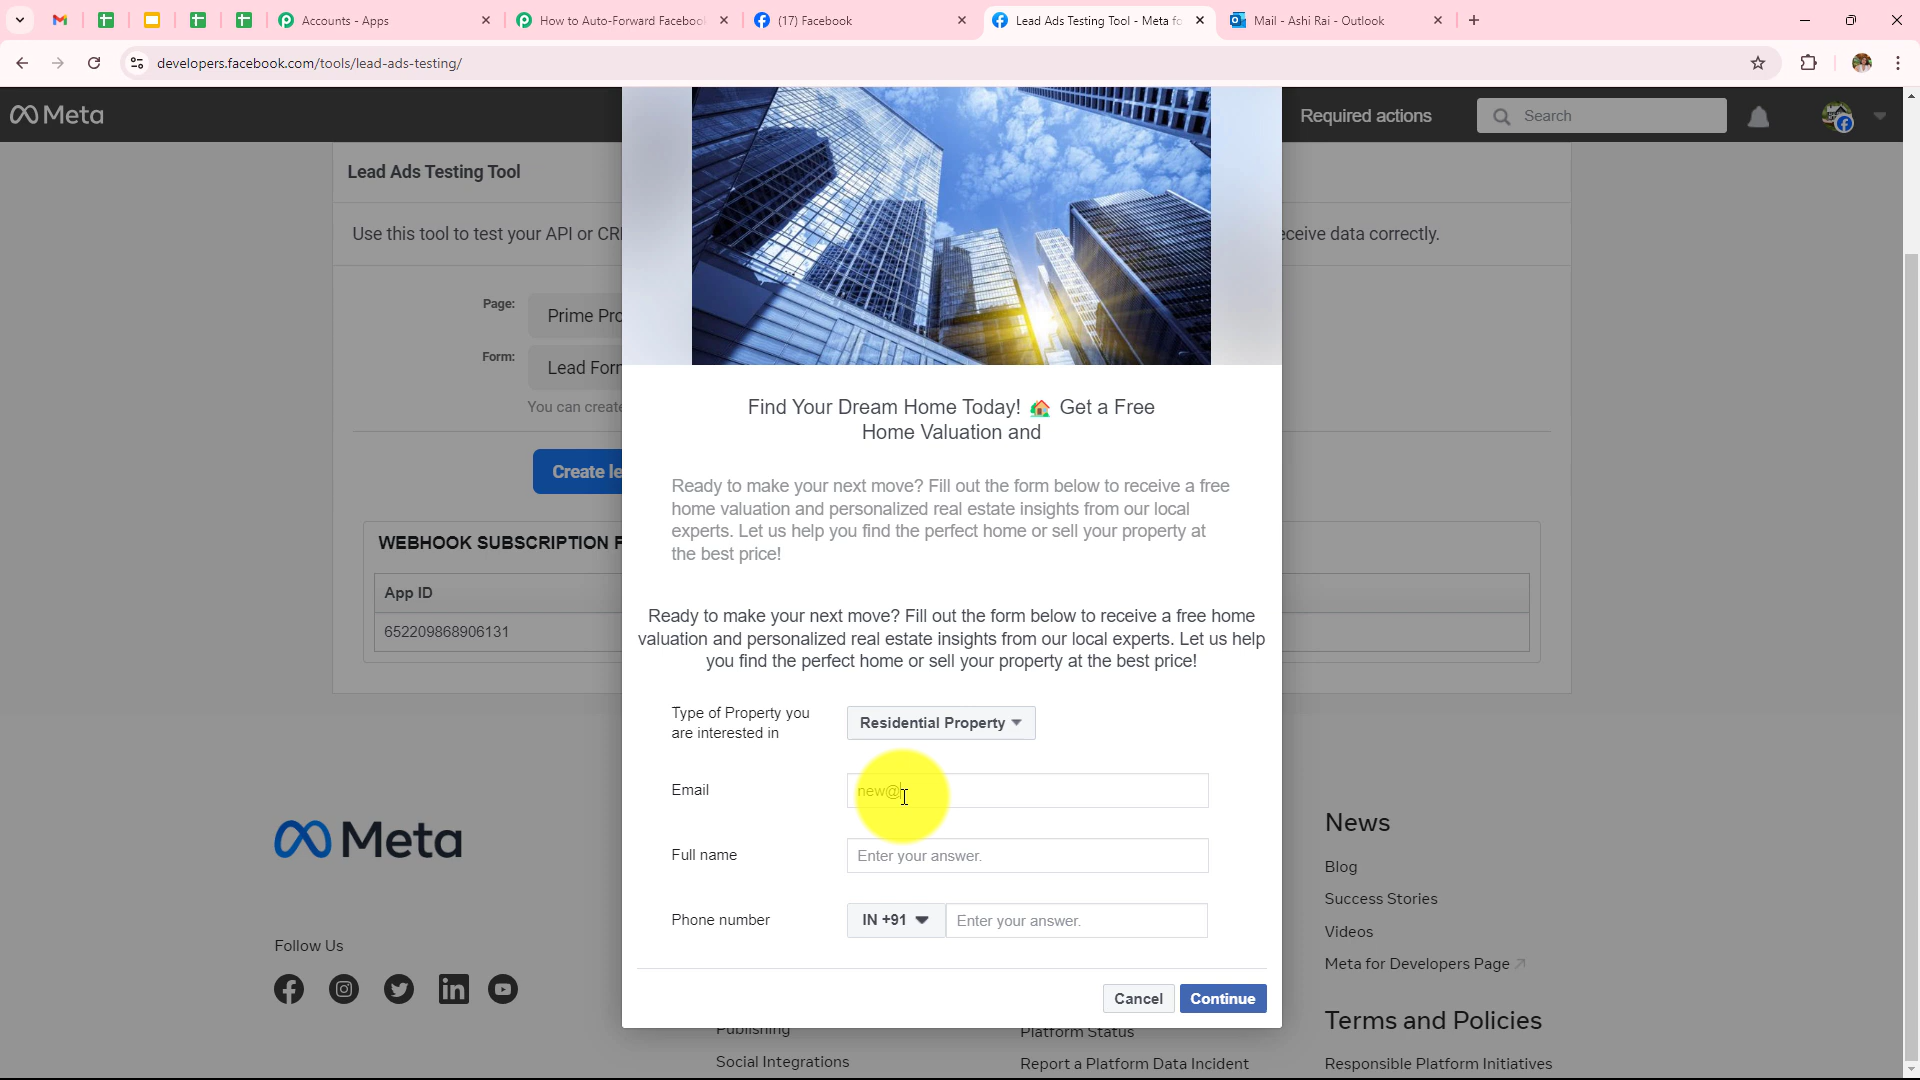 Accounts - Apps
How to Auto-Forward Facebook
(17) Facebook
Lead Ads Testing Tool - Meta fo
Mail - Ashi Rai - Outlook
developers.facebook.com/tools/lead-ads-testing/
Meta
Required actions
Search
Lead Ads Testing Tool
Use this tool to test your API or CR
eceive data correctly.
Page:
Prime Pro
Form:
Lead For
You can create
Create le
WEBHOOK SUBSCRIPTION F
App ID
652209868906131
Find Your Dream Home Today! 🏠 Get a Free
Home Valuation and
Ready to make your next move? Fill out the form below to receive a free
home valuation and personalized real estate insights from our local
experts. Let us help you find the perfect home or sell your property at
the best price!
Ready to make your next move? Fill out the form below to receive a free home
valuation and personalized real estate insights from our local experts. Let us help
you find the perfect home or sell your property at the best price!
Type of Property you
are interested in
Residential Property
Email
new@
Full name
Enter your answer.
Phone number
IN +91
Enter your answer.
Cancel
Continue
Meta
Follow Us
Publishing
Social Integrations
Platform Status
Report a Platform Data Incident
News
Blog
Success Stories
Videos
Meta for Developers Page
Terms and Policies
Responsible Platform Initiatives